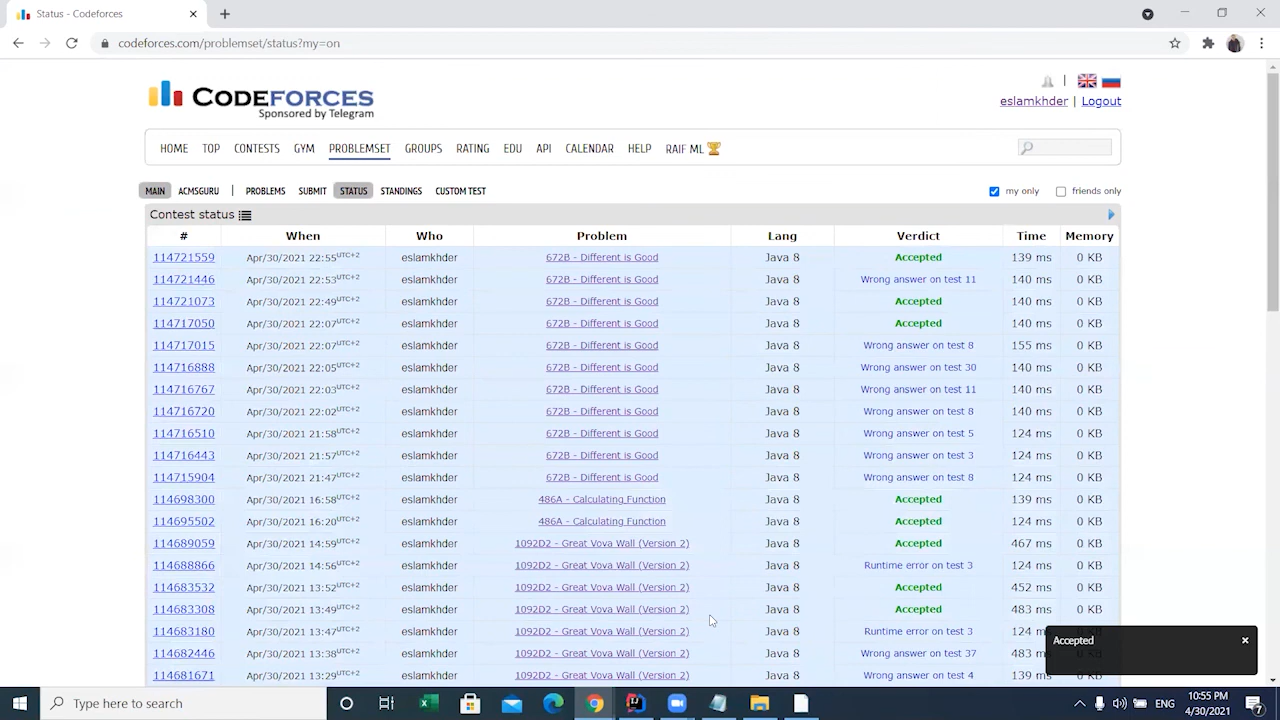 Status - Codeforces
codeforces.com/problemset/status?my=on
CODEFORCES
Sponsored by Telegram
eslamkhder | Logout
HOME TOP CONTESTS GYM PROBLEMSET GROUPS RATING EDU API CALENDAR HELP RAIF ML
MAIN ACMSGURU | PROBLEMS SUBMIT STATUS STANDINGS CUSTOM TEST my only friends only
Contest status
# When Who Problem Lang Verdict Time Memory
114721559 Apr/30/2021 22:55UTC+2 eslamkhder 672B - Different is Good Java 8 Accepted 139 ms 0 KB
114721446 Apr/30/2021 22:53UTC+2 eslamkhder 672B - Different is Good Java 8 Wrong answer on test 11 140 ms 0 KB
114721073 Apr/30/2021 22:49UTC+2 eslamkhder 672B - Different is Good Java 8 Accepted 140 ms 0 KB
114717050 Apr/30/2021 22:07UTC+2 eslamkhder 672B - Different is Good Java 8 Accepted 140 ms 0 KB
114717015 Apr/30/2021 22:07UTC+2 eslamkhder 672B - Different is Good Java 8 Wrong answer on test 8 155 ms 0 KB
114716888 Apr/30/2021 22:05UTC+2 eslamkhder 672B - Different is Good Java 8 Wrong answer on test 30 140 ms 0 KB
114716767 Apr/30/2021 22:03UTC+2 eslamkhder 672B - Different is Good Java 8 Wrong answer on test 11 140 ms 0 KB
114716720 Apr/30/2021 22:02UTC+2 eslamkhder 672B - Different is Good Java 8 Wrong answer on test 8 140 ms 0 KB
114716510 Apr/30/2021 21:58UTC+2 eslamkhder 672B - Different is Good Java 8 Wrong answer on test 5 124 ms 0 KB
114716443 Apr/30/2021 21:57UTC+2 eslamkhder 672B - Different is Good Java 8 Wrong answer on test 3 124 ms 0 KB
114715904 Apr/30/2021 21:47UTC+2 eslamkhder 672B - Different is Good Java 8 Wrong answer on test 8 124 ms 0 KB
114698300 Apr/30/2021 16:58UTC+2 eslamkhder 486A - Calculating Function Java 8 Accepted 139 ms 0 KB
114695502 Apr/30/2021 16:20UTC+2 eslamkhder 486A - Calculating Function Java 8 Accepted 124 ms 0 KB
114689059 Apr/30/2021 14:59UTC+2 eslamkhder 1092D2 - Great Vova Wall (Version 2) Java 8 Accepted 467 ms 0 KB
114688866 Apr/30/2021 14:56UTC+2 eslamkhder 1092D2 - Great Vova Wall (Version 2) Java 8 Runtime error on test 3 124 ms 0 KB
114683532 Apr/30/2021 13:52UTC+2 eslamkhder 1092D2 - Great Vova Wall (Version 2) Java 8 Accepted 452 ms 0 KB
114683308 Apr/30/2021 13:49UTC+2 eslamkhder 1092D2 - Great Vova Wall (Version 2) Java 8 Accepted 483 ms 0 KB
114683180 Apr/30/2021 13:47UTC+2 eslamkhder 1092D2 - Great Vova Wall (Version 2) Java 8 Runtime error on test 3 124 ms 0 KB
Accepted
114682446 Apr/30/2021 13:38UTC+2 eslamkhder 1092D2 - Great Vova Wall (Version 2) Java 8 Wrong answer on test 37 483 ms 0 KB
114681671 Apr/30/2021 13:29UTC+2 eslamkhder 1092D2 - Great Vova Wall (Version 2) Java 8 Wrong answer on test 4 139 ms 0 KB
Type here to search
ENG
10:55 PM
4/30/2021
7